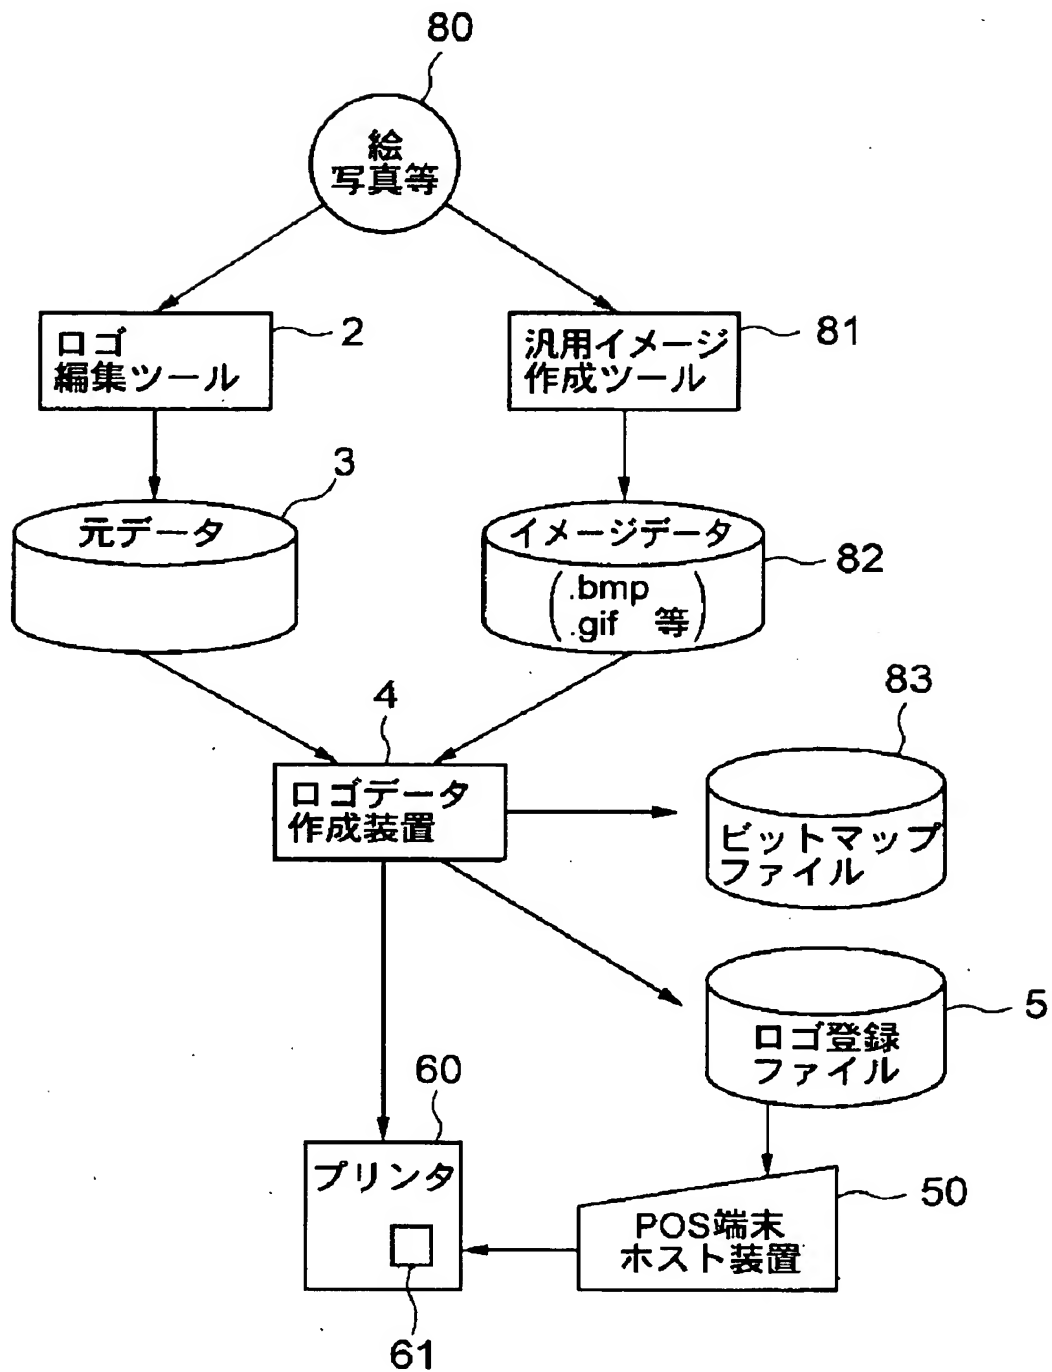 80
絵
写真等
ロゴ
編集ツール
2
汎用イメージ
作成ツール
81
3
元データ
イメージデータ
(.bmp
.gif 等)
82
4
ロゴデータ
作成装置
83
ビットマップ
ファイル
ロゴ登録
ファイル
5
60
プリンタ
61
POS端末
ホスト装置
50